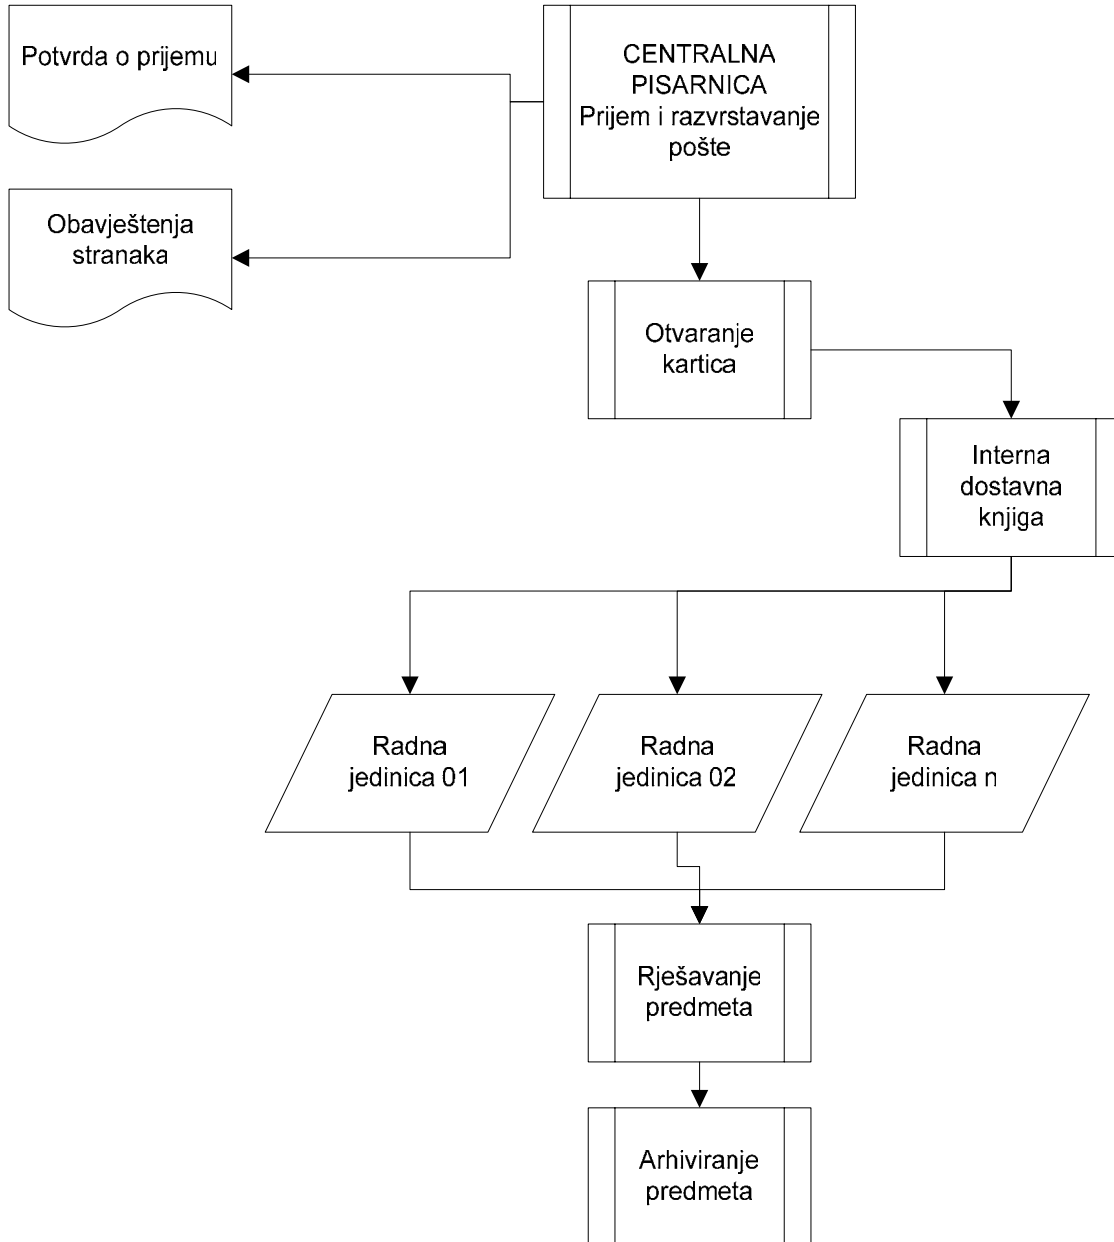 Potvrda o prijemu
CENTRALNA
PISARNICA
Prijem i razvrstavanje
pošte
Obavještenja
stranaka
Otvaranje
kartica
Interna
dostavna
knjiga
Radna
jedinica 01
Radna
jedinica 02
Radna
jedinica n
Rješavanje
predmeta
Arhiviranje
predmeta